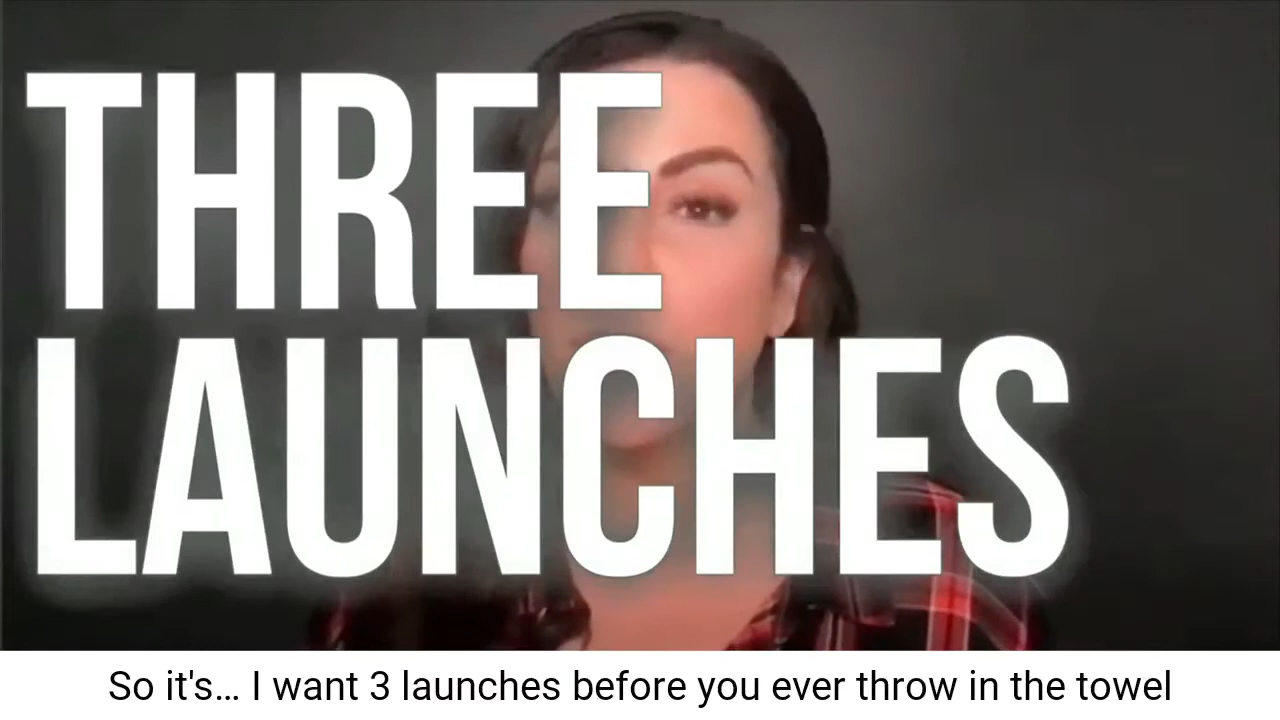 THREE
LAUNCHES
So it's... I want 3 launches before you ever throw in the towel